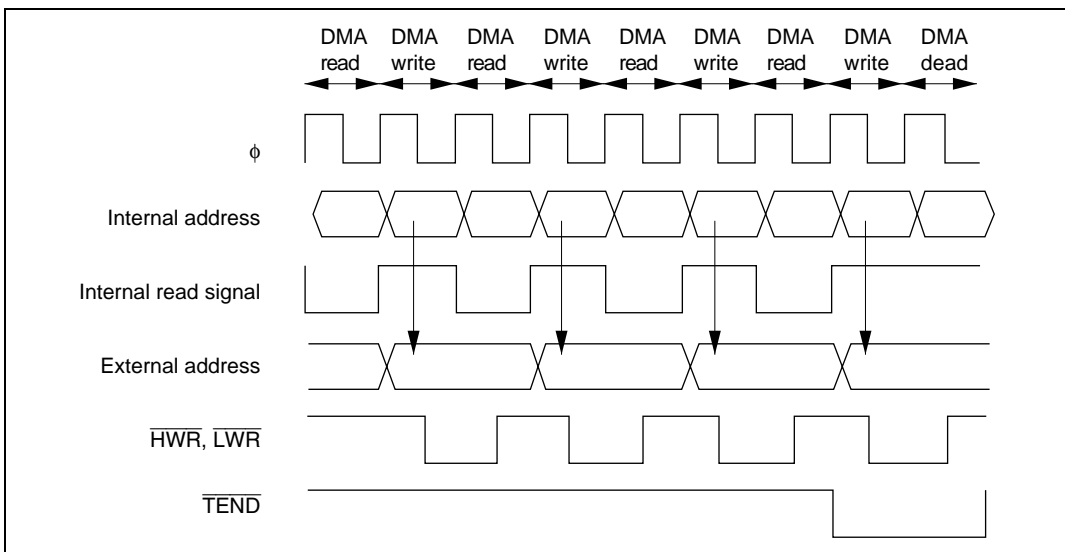 DMA DMA DMA DMA DMA DMA DMA DMA DMA
read write read write read write read write dead
ϕ
Internal address
Internal read signal
External address
HWR, LWR
TEND